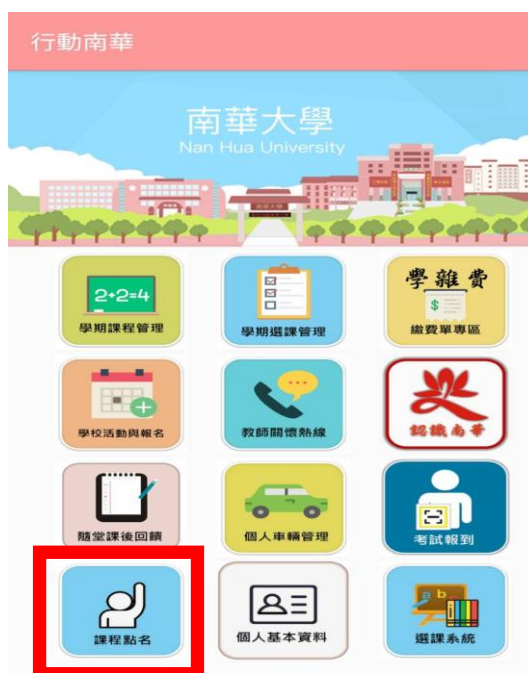 行動南華
南華大學
Nan Hua University
2+2=4
學期課程管理
學期選課管理
學雜費
$
繳費單專區
學校活動與報名
教師關懷熱線
認識南華
隨堂課後回饋
個人車輛管理
考試報到
課程點名
個人基本資料
a b
選課系統